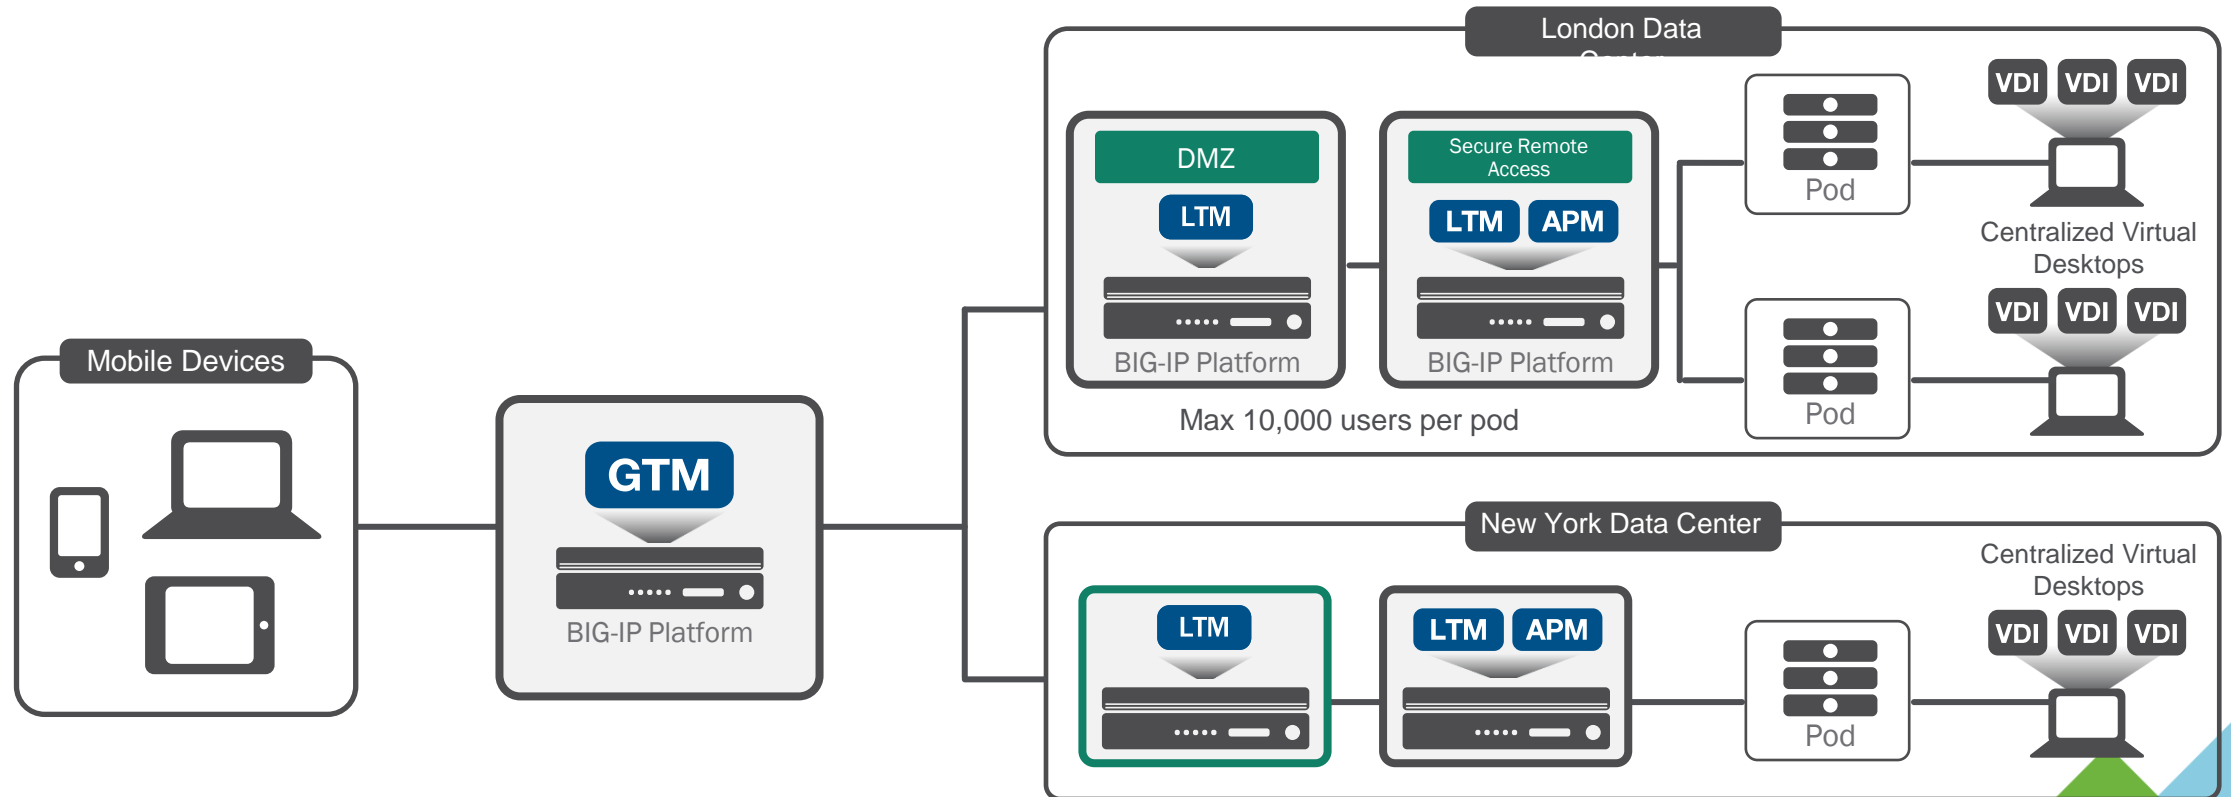 London Data
Center
VDI VDI VDI
DMZ
Secure Remote
Access
LTM
LTM APM
Pod
Centralized Virtual
Desktops
VDI VDI VDI
BIG-IP Platform
BIG-IP Platform
Pod
Max 10,000 users per pod
Mobile Devices
GTM
BIG-IP Platform
New York Data Center
Centralized Virtual
Desktops
LTM
LTM APM
VDI VDI VDI
Pod